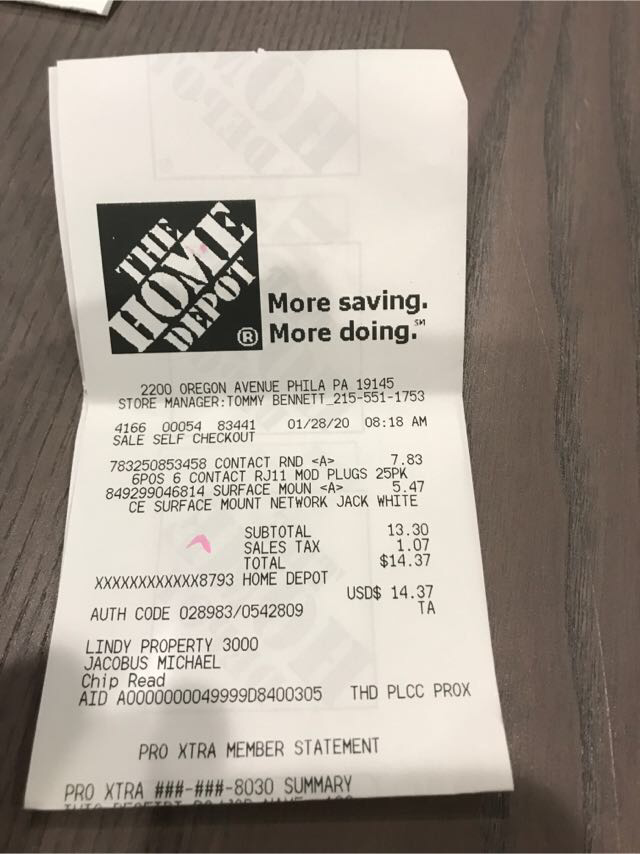 THE
HOME
DEPOT
®
More saving.
More doing.℠
2200 OREGON AVENUE PHILA PA 19145
STORE MANAGER:TOMMY BENNETT 215-551-1753
4166 00054 83441 01/28/20 08:18 AM
SALE SELF CHECKOUT
783250853458 CONTACT RND <A> 7.83
6POS 6 CONTACT RJ11 MOD PLUGS 25PK
849299046814 SURFACE MOUN <A> 5.47
CE SURFACE MOUNT NETWORK JACK WHITE
SUBTOTAL 13.30
SALES TAX 1.07
TOTAL $14.37
XXXXXXXXXXXX8793 HOME DEPOT
USD$ 14.37
AUTH CODE 028983/0542809 TA
LINDY PROPERTY 3000
JACOBUS MICHAEL
Chip Read
AID A0000000049999D8400305 THD PLCC PROX
PRO XTRA MEMBER STATEMENT
PRO XTRA ###-###-8030 SUMMARY